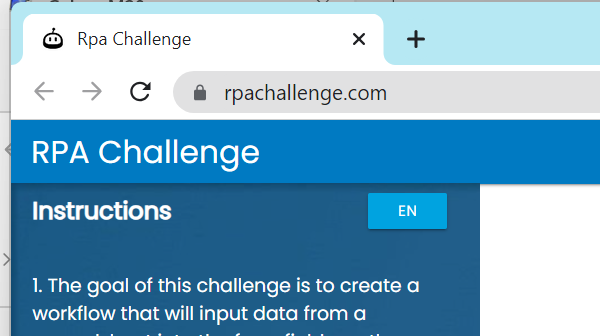 Rpa Challenge
rpachallenge.com
RPA Challenge
Instructions
EN
1. The goal of this challenge is to create a
workflow that will input data from a